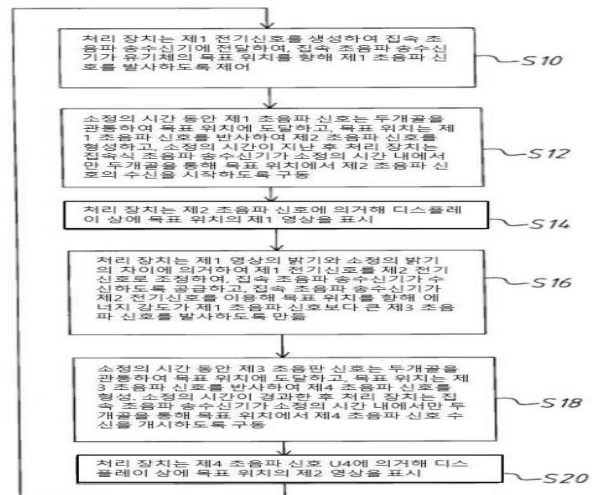 처리 장치는 제1 전기신호를 생성하여 집속 초
음파 송수신기에 전달하여, 집속 초음파 송수신
기가 유기체의 목표 위치를 향해 제1 초음파 신
호를 발사하도록 제어
S10
소정의 시간 동안 제1 초음파 신호는 두개골을
관통하여 목표 위치에 도달하고, 목표 위치는 제
1 초음파 신호를 반사하여 제2 초음파 신호를
형성하고, 소정의 시간이 지난 후 처리 장치는
집속식 초음파 송수신기가 소정의 시간 내에서
만 두개골을 통해 목표 위치에서 제2 초음파 신
호의 수신을 시작하도록 구동
S12
처리 장치는 제2 초음파 신호에 의거해 디스플레
이 상에 목표 위치의 제1 영상을 표시
S14
처리 장치는 제1 영상의 밝기와 소정의 밝기
의 차이에 의거하여 제1 전기신호를 제2 전기
신호로 조정하여, 집속 초음파 송수신기가 수
신하도록 공급하고, 집속 초음파 송수신기가
제2 전기신호를 이용해 목표 위치를 향해 에
너지 강도가 제1 초음파 신호보다 큰 제3 초음
파 신호를 발사하도록 만듦
S16
소정의 시간 동안 제3 초음판 신호는 두개골을
관통하여 목표 위치에 도달하고, 목표 위치는 제
3 초음파 신호를 반사하여 제4 초음파 신호를
형성. 소정의 시간이 경과한 후 처리 장치는 집
속 초음파 송수신기가 소정의 시간 내에서만 두
개골을 통해 목표 위치에서 제4 초음파 신호 수
신을 개시하도록 구동
S18
처리 장치는 제4 초음파 신호 U4에 의거해 디스
플레이 상에 목표 위치의 제2 영상을 표시
S20